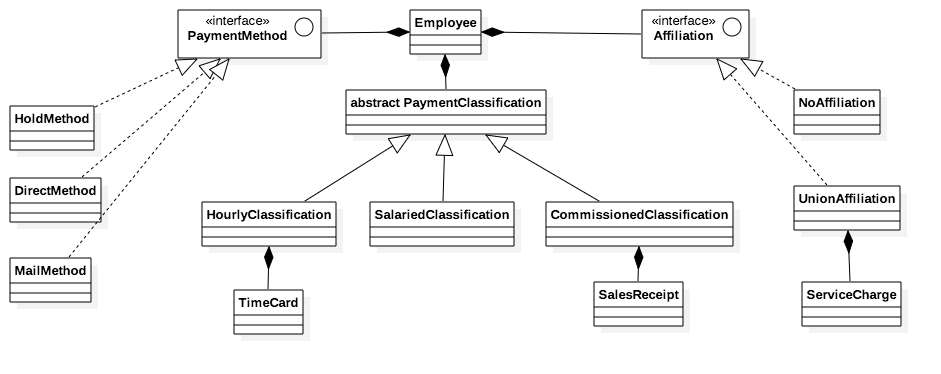 «interface»
PaymentMethod
Employee
«interface»
Affiliation
abstract PaymentClassification
HoldMethod
NoAffiliation
DirectMethod
UnionAffiliation
HourlyClassification
SalariedClassification
CommissionedClassification
MailMethod
TimeCard
SalesReceipt
ServiceCharge